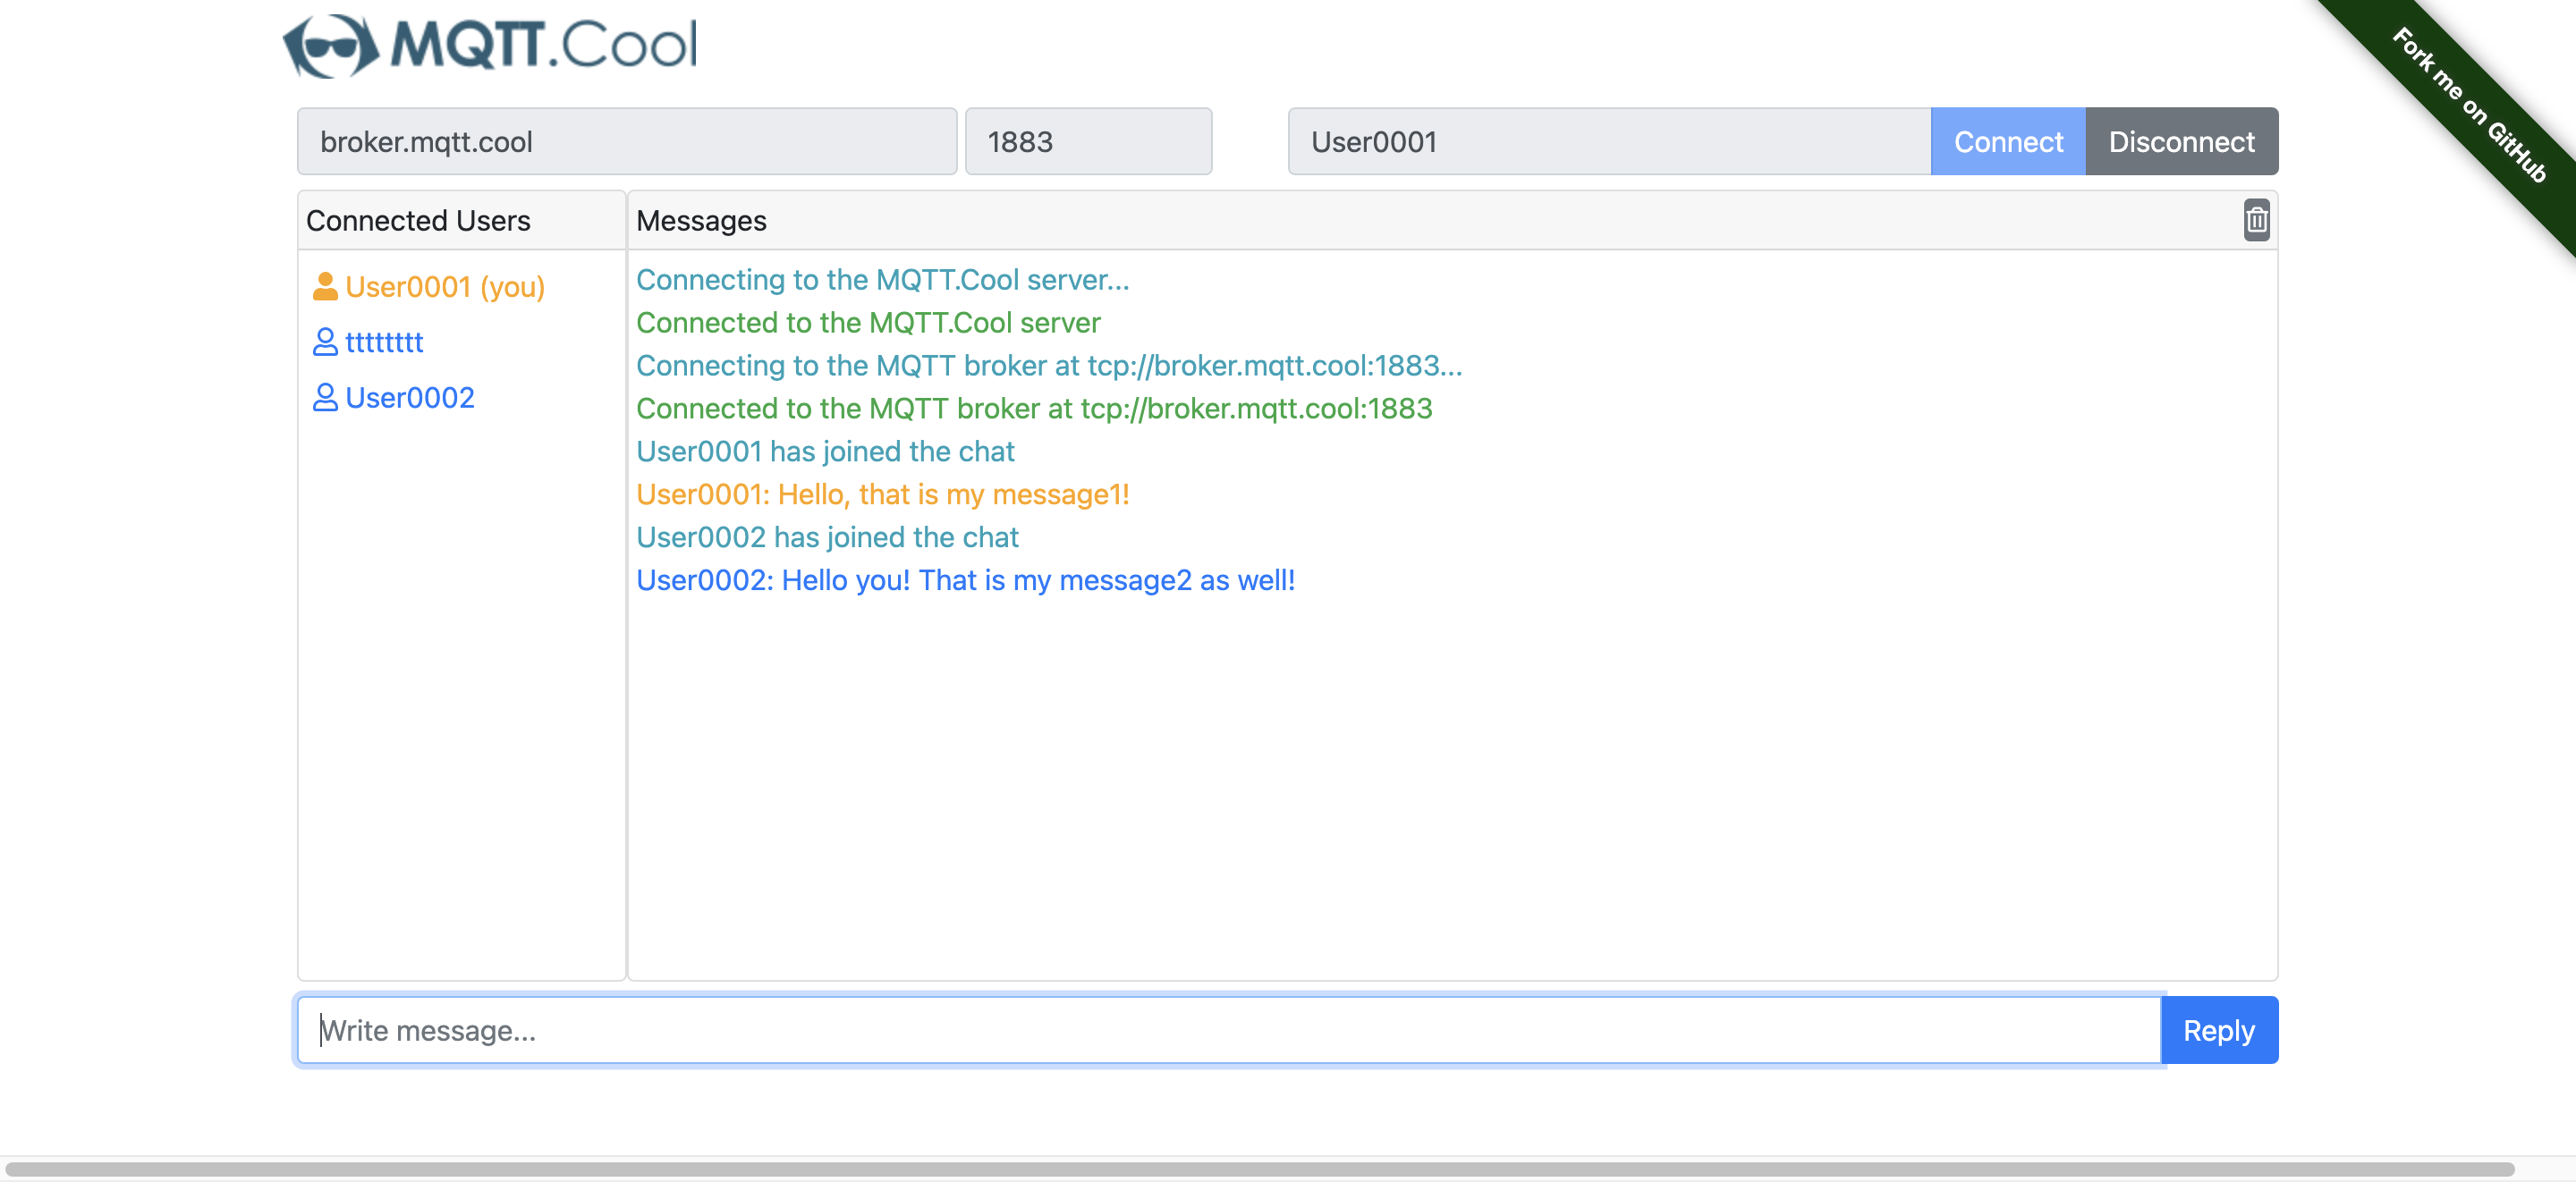 MQTT.Cool
Fork me on GitHub
broker.mqtt.cool
1883
User0001
Connect
Disconnect
Connected Users
User0001 (you)
tttttttt
User0002
Messages
Connecting to the MQTT.Cool server...
Connected to the MQTT.Cool server
Connecting to the MQTT broker at tcp://broker.mqtt.cool:1883...
Connected to the MQTT broker at tcp://broker.mqtt.cool:1883
User0001 has joined the chat
User0001: Hello, that is my message1!
User0002 has joined the chat
User0002: Hello you! That is my message2 as well!
Write message...
Reply